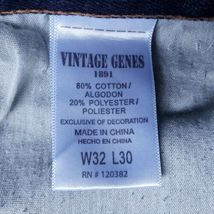 VINTAGE GENES
1891
80% COTTON/
ALGODON
20% POLYESTER/
POLIESTER
EXCLUSIVE OF DECORATION
MADE IN CHINA
HECHO EN CHINA
W32 L30
RN # 120382